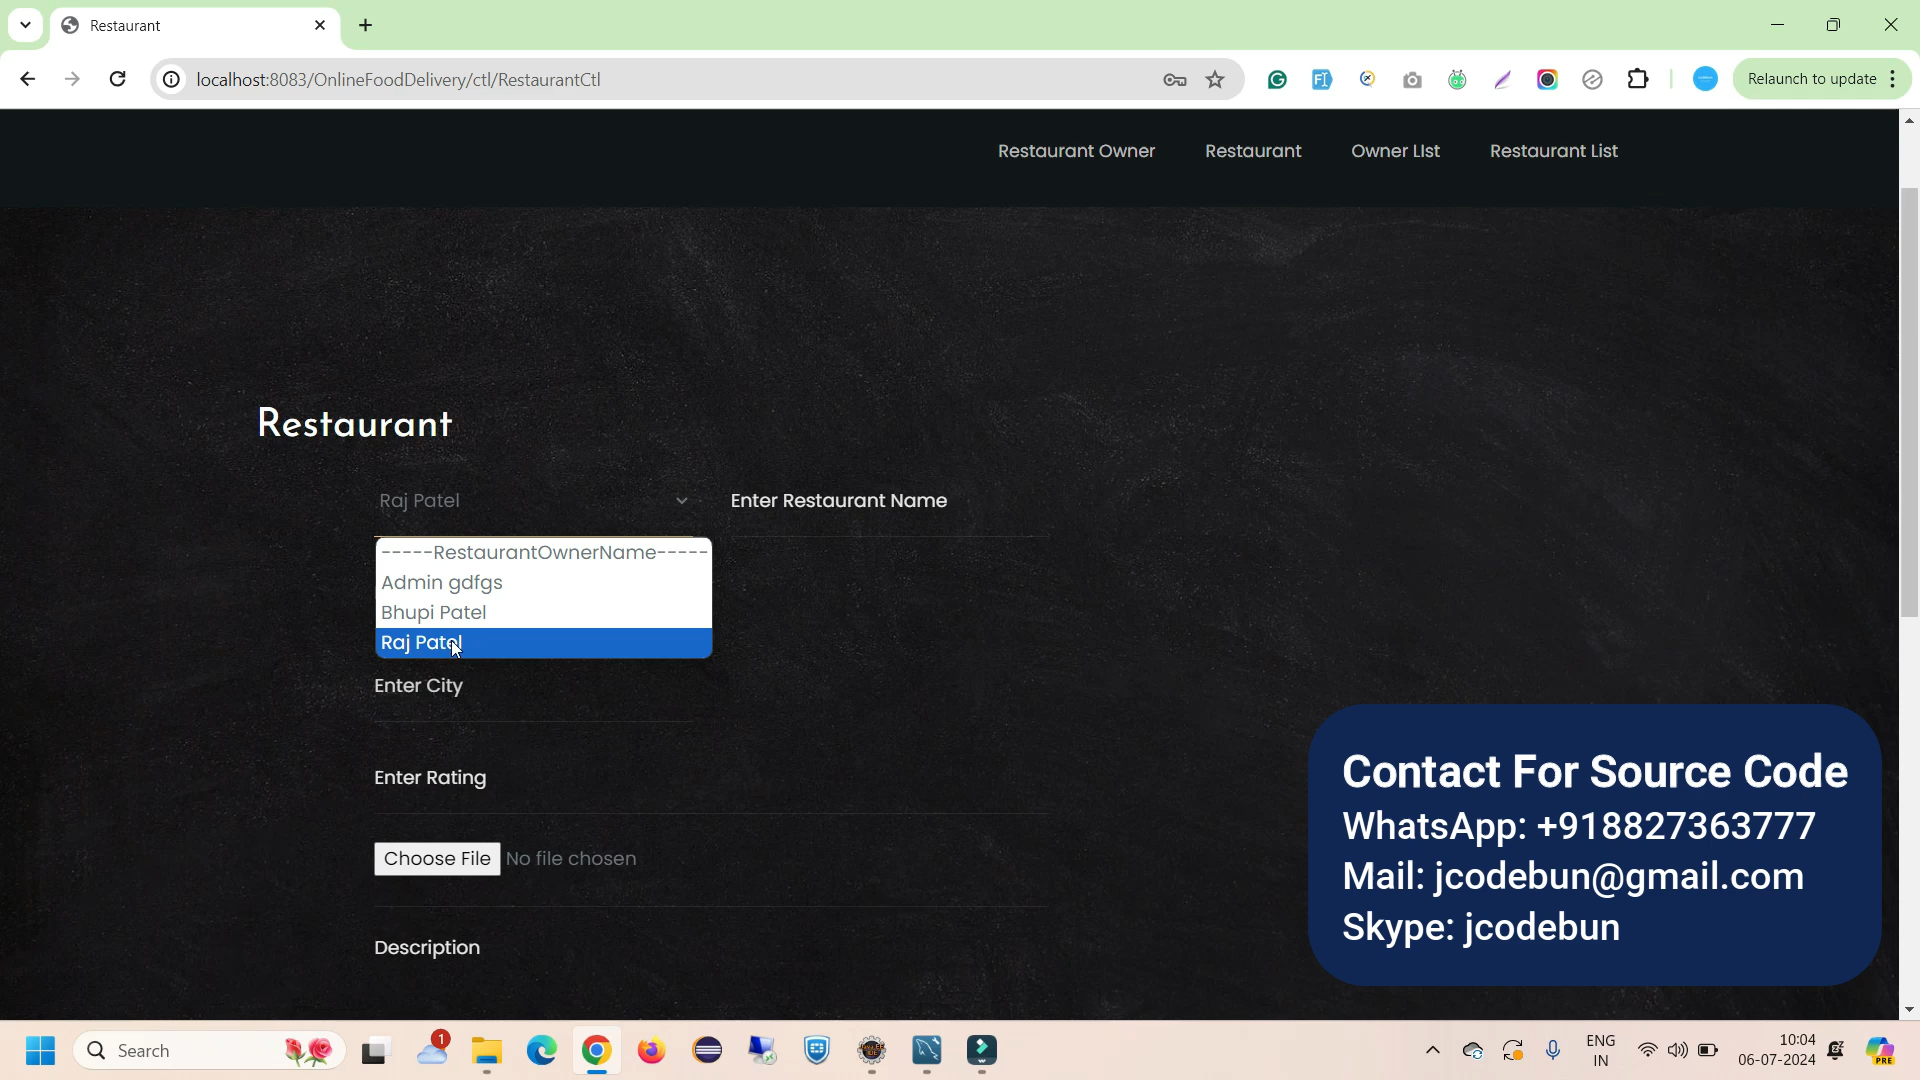 Restaurant
localhost:8083/OnlineFoodDelivery/ctl/RestaurantCtl
Relaunch to update
Restaurant Owner
Restaurant
Owner LIst
Restaurant List
Restaurant
Raj Patel
Enter Restaurant Name
-----RestaurantOwnerName-----
Admin gdfgs
Bhupi Patel
Raj Patel
Enter City
Enter Rating
Choose File No file chosen
Description
Contact For Source Code
WhatsApp: +918827363777
Mail: jcodebun@gmail.com
Skype: jcodebun
Search
1
ENG
IN
10:04
06-07-2024
PRE